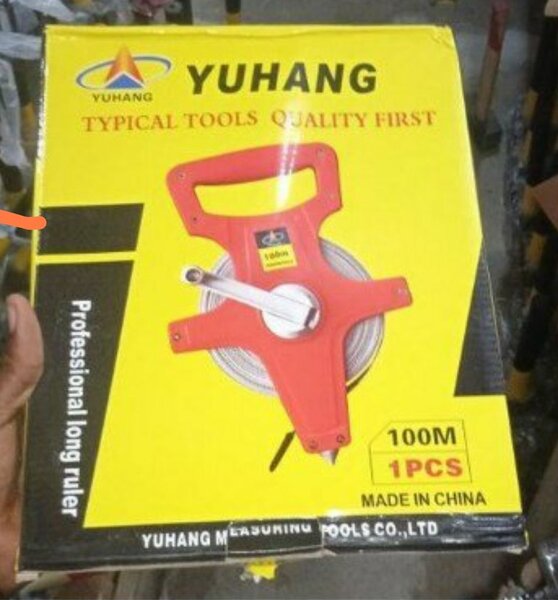 YUHANG
YUHANG
TYPICAL TOOLS QUALITY FIRST
100m
Professional long ruler
100M
1PCS
MADE IN CHINA
YUHANG MEASURING TOOLS CO.,LTD